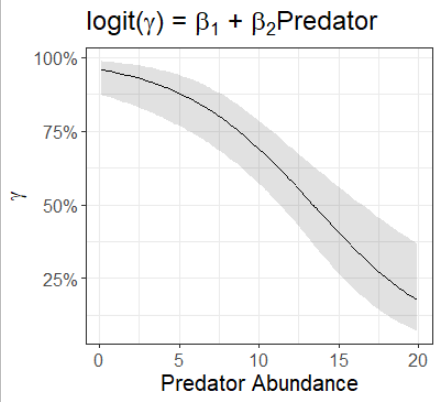 logit(γ) = β₁ + β₂Predator
100%
75%
50%
25%
γ
0 5 10 15 20
Predator Abundance